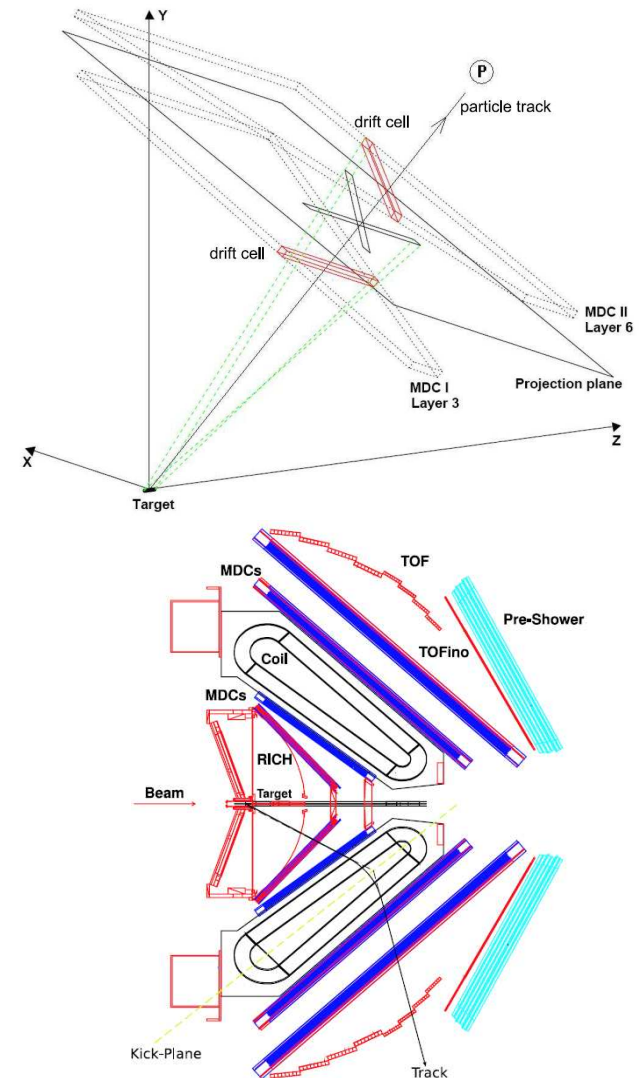 Y
P
particle track
drift cell
drift cell
MDC II
Layer 6
MDC I
Layer 3
Projection plane
X
Z
Target
MDCs
TOF
Pre-Shower
Coil
TOFino
MDCs
RICH
Beam
Target
Kick-Plane
Track